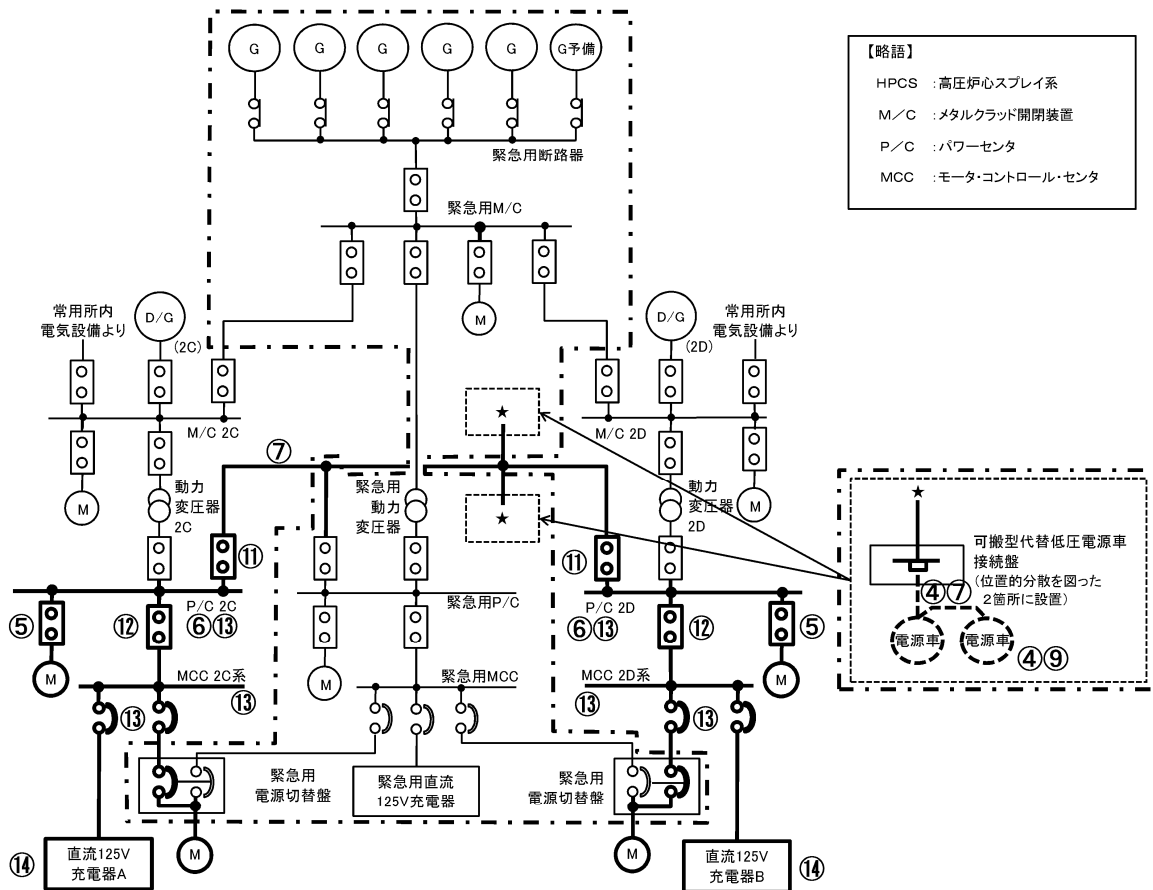 G G G G G G予備
緊急用断路器
緊急用M/C
【略語】
HPCS :高圧炉心スプレイ系
M/C :メタルクラッド開閉装置
P/C :パワーセンタ
MCC :モータ・コントロール・センタ
常用所内
電気設備より
D/G
(2C)
M
D/G
(2D)
常用所内
電気設備より
M/C 2C
M/C 2D
⑦
★
M
動力
変圧器
2C
緊急用
動力
変圧器
★
動力
変圧器
2D
M
⑪
⑪
P/C 2C
⑥⑬
緊急用P/C
P/C 2D
⑥⑬
⑤
⑫
⑫
⑤
M
M
M
MCC 2C系
⑬
緊急用MCC
MCC 2D系
⑬
⑬
⑬
緊急用
電源切替盤
緊急用直流
125V充電器
緊急用
電源切替盤
⑭
直流125V
充電器A
M
M
直流125V
充電器B
⑭
★
可搬型代替低圧電源車
接続盤
(位置的分散を図った
2箇所に設置)
④⑦
電源車 電源車
④⑨